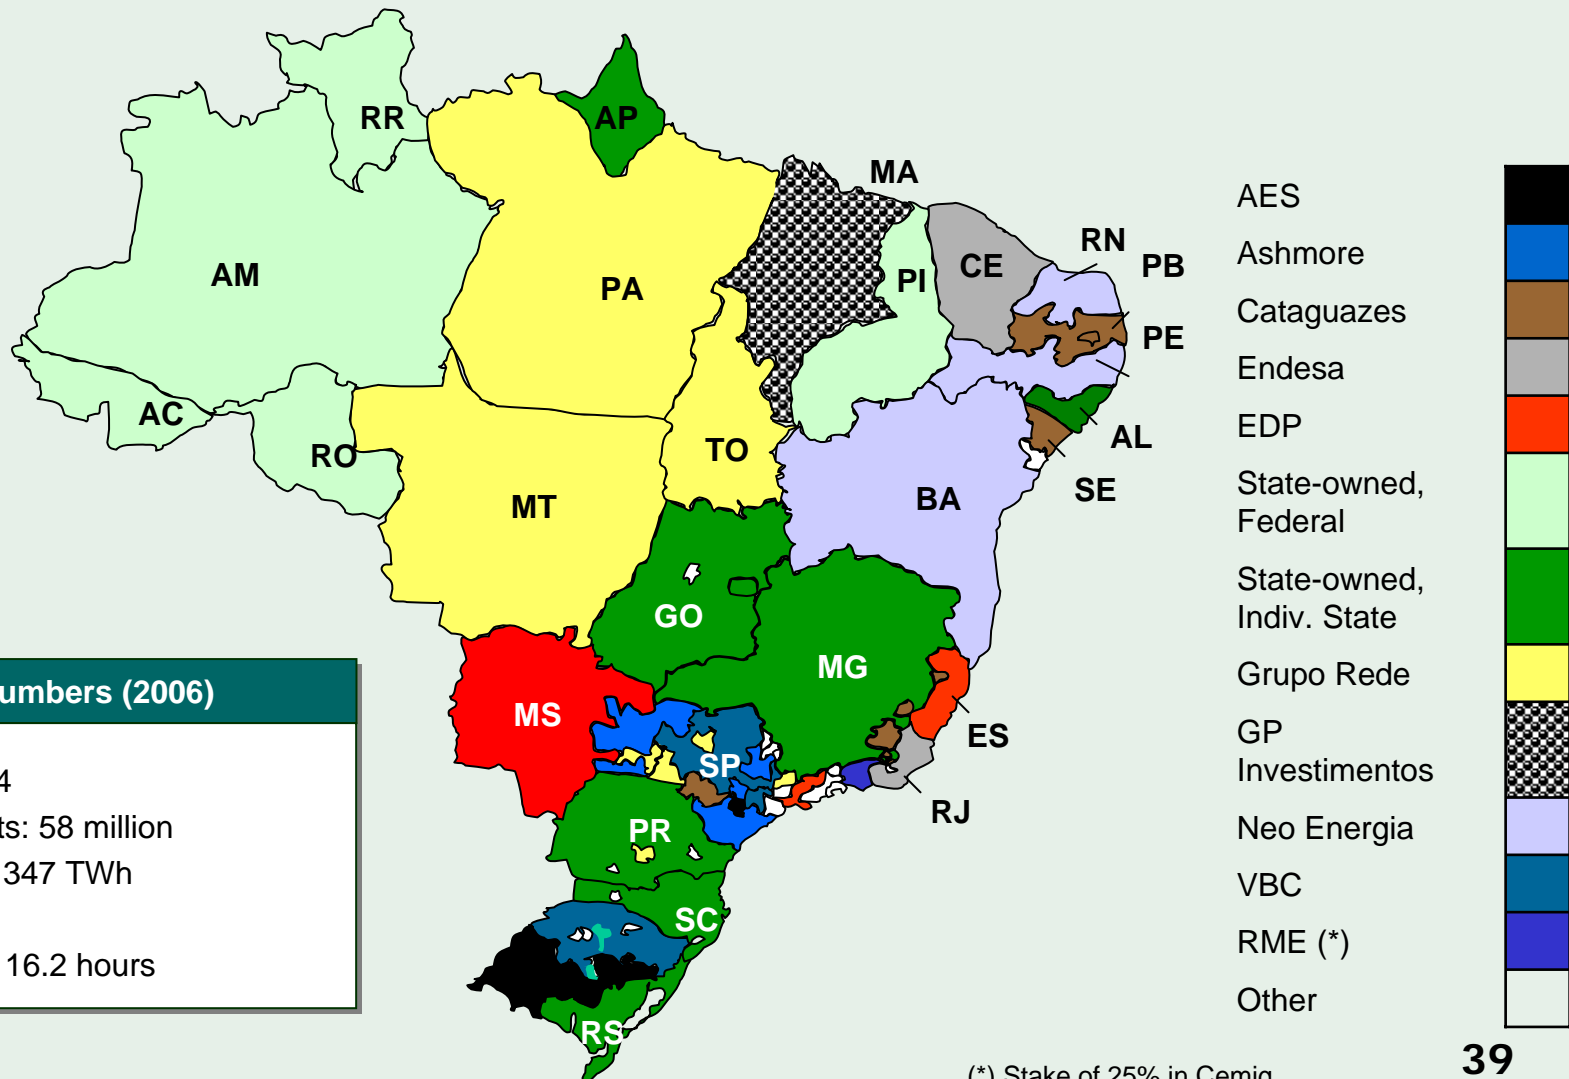 RR
AP
MA
RN
PB
AM
PA
PI
CE
PE
AC
RO
TO
AL
MT
BA
SE
GO
MG
MS
ES
SP
RJ
PR
SC
RS
AES
Ashmore
Cataguazes
Endesa
EDP
State-owned,
Federal
State-owned,
Indiv. State
Grupo Rede
GP
Investimentos
Neo Energia
VBC
RME (*)
Other
umbers (2006)
4
ts: 58 million
347 TWh
16.2 hours
(*) Stake of 25% in Cemig
39